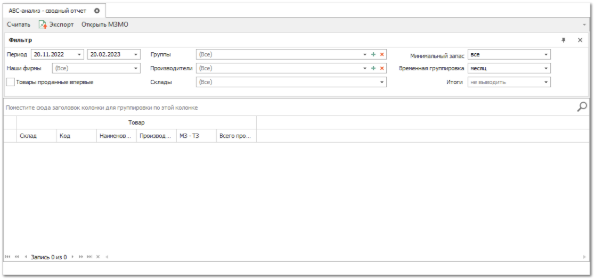 ABC-анализ - сводный отчет
Считать Экспорт Открыть МЗМО
Фильтр
Период 20.11.2022 20.02.2023 Группы (Все) Минимальный запас все
Наши фирмы (Все) Производители (Все) Временная группировка месяц
Товары проданные впервые Склады (Все) Итоги не выводить
Поместите сюда заголовок колонки для группировки по этой колонке
Товар
Склад Код Наименов... Производ... МЗ - ТЗ Всего про...
Запись 0 из 0